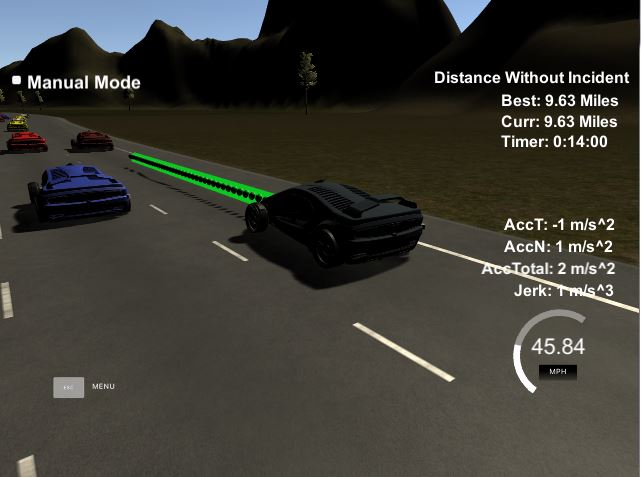 Manual Mode
Distance Without Incident
Best: 9.63 Miles
Curr: 9.63 Miles
Timer: 0:14:00
AccT: -1 m/s^2
AccN: 1 m/s^2
AccTotal: 2 m/s^2
Jerk: 1 m/s^3
45.84
MPH
ESC MENU